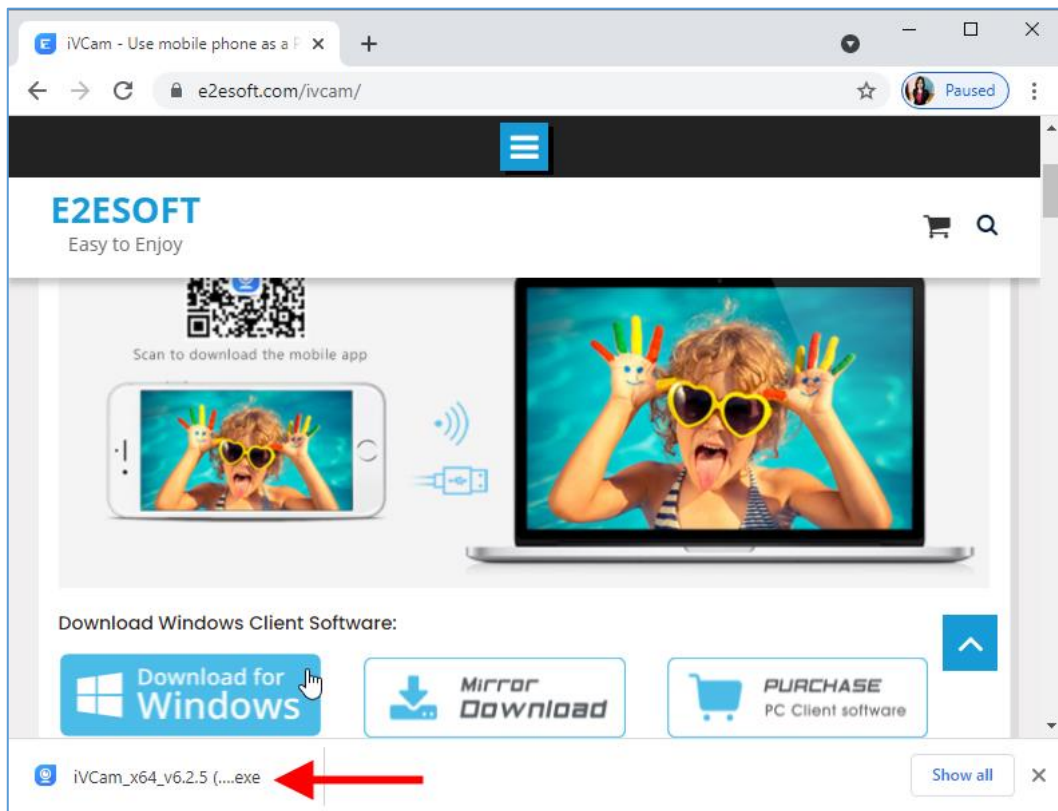 iVCam - Use mobile phone as a P
e2esoft.com/ivcam/
Paused
E2ESOFT
Easy to Enjoy
Scan to download the mobile app
Download Windows Client Software:
Download for
Windows
Mirror
Download
PURCHASE
PC Client software
iVCam_x64_v6.2.5 (....exe
Show all